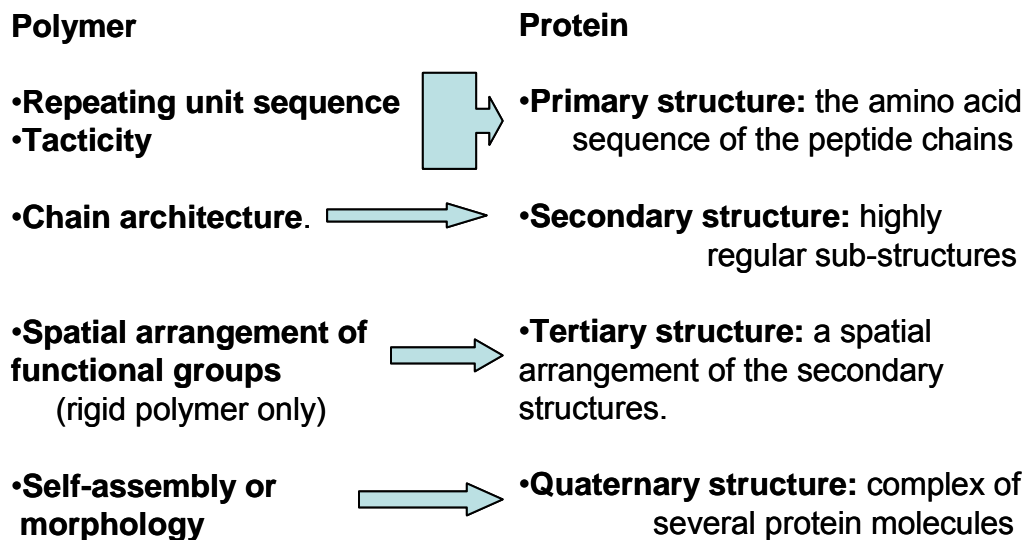 Polymer
•Repeating unit sequence
•Tacticity
•Chain architecture.
•Spatial arrangement of
functional groups
(rigid polymer only)
•Self-assembly or
morphology
Protein
•Primary structure: the amino acid
sequence of the peptide chains
•Secondary structure: highly
regular sub-structures
•Tertiary structure: a spatial
arrangement of the secondary
structures.
•Quaternary structure: complex of
several protein molecules